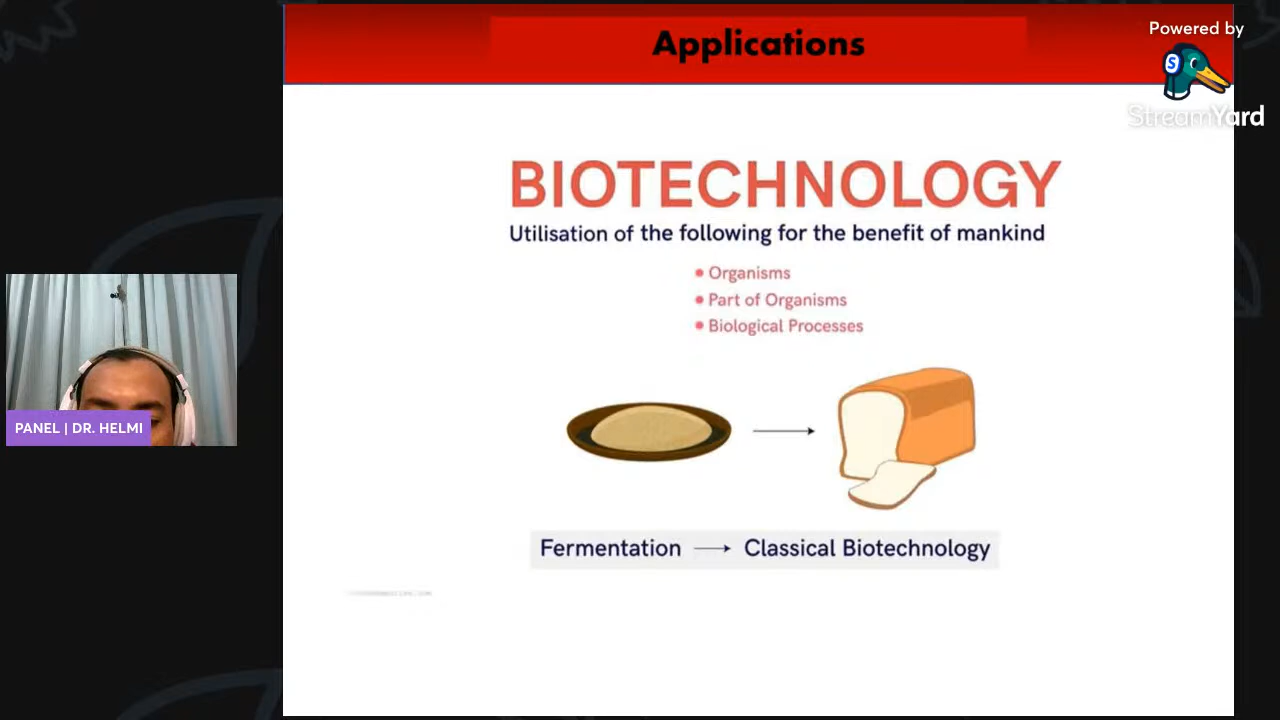 Applications
Powered by
S
StreamYard
BIOTECHNOLOGY
Utilisation of the following for the benefit of mankind
Organisms
Part of Organisms
Biological Processes
PANEL | DR. HELMI
Fermentation → Classical Biotechnology